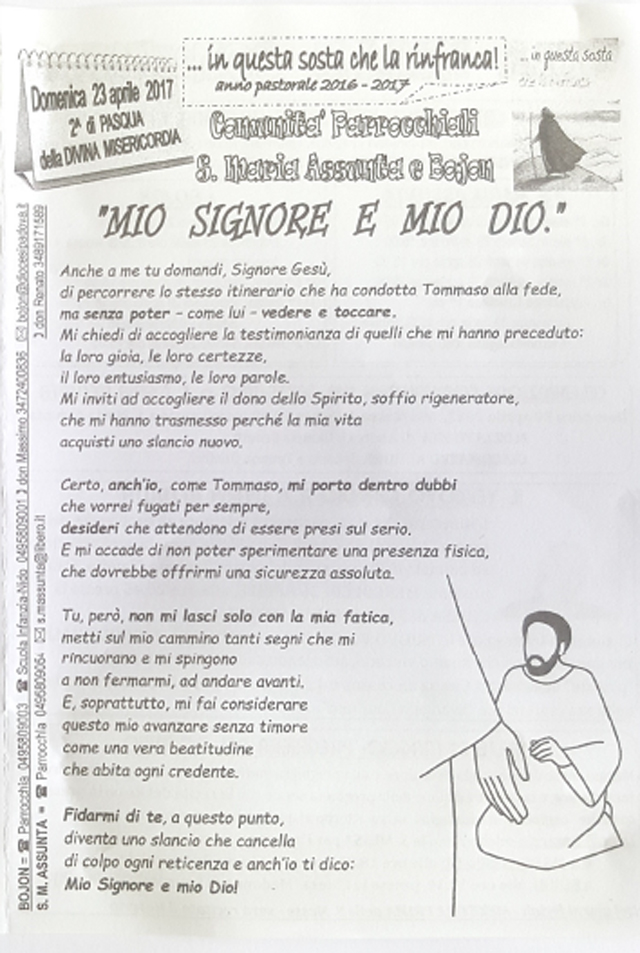 Domenica 23 aprile 2017
2ª di PASQUA
della DIVINA MISERICORDIA
... in questa sosta che la rinfranca!
anno pastorale 2016 - 2017
... in questa sosta
Comunita' Parrocchiali
S. Maria Assunta e Bojon
"MIO SIGNORE E MIO DIO."
Anche a me tu domandi, Signore Gesù,
di percorrere lo stesso itinerario che ha condotto Tommaso alla fede,
ma senza poter - come lui - vedere e toccare.
Mi chiedi di accogliere la testimonianza di quelli che mi hanno preceduto:
la loro gioia, le loro certezze,
il loro entusiasmo, le loro parole.
Mi inviti ad accogliere il dono dello Spirito, soffio rigeneratore,
che mi hanno trasmesso perché la mia vita
acquisti uno slancio nuovo.
Certo, anch'io, come Tommaso, mi porto dentro dubbi
che vorrei fugati per sempre,
desideri che attendono di essere presi sul serio.
E mi accade di non poter sperimentare una presenza fisica,
che dovrebbe offrirmi una sicurezza assoluta.
Tu, però, non mi lasci solo con la mia fatica,
metti sul mio cammino tanti segni che mi
rincuorano e mi spingono
a non fermarmi, ad andare avanti.
E, soprattutto, mi fai considerare
questo mio avanzare senza timore
come una vera beatitudine
che abita ogni credente.
Fidarmi di te, a questo punto,
diventa uno slancio che cancella
di colpo ogni reticenza e anch'io ti dico:
Mio Signore e mio Dio!
BOJON = ☎ Parrocchia 0495809003 ☎ Scuola Infanzia-Nido 0495809001 don Massimo 3472400836 ✉ bojon@diocesipadova.it
S. M. ASSUNTA = ☎ Parrocchia 0495809064 ✉ s.massunta@libero.it don Renato 3489171589